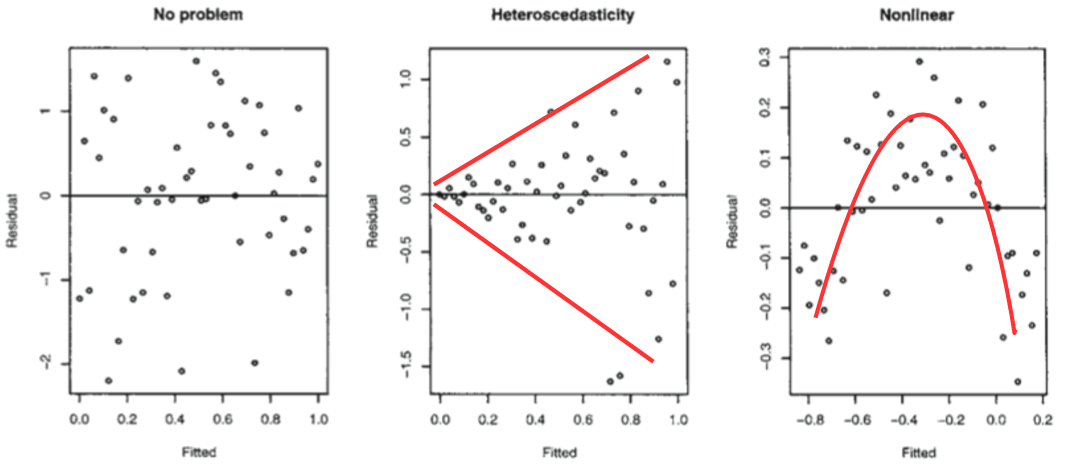 No problem
Residual
1
0
−1
−2
0.0 0.2 0.4 0.6 0.8 1.0
Fitted
Heteroscedasticity
Residual
1.0
0.5
0.0
−0.5
−1.0
−1.5
0.0 0.2 0.4 0.6 0.8 1.0
Fitted
Nonlinear
Residual
0.3
0.2
0.1
0.0
−0.1
−0.2
−0.3
−0.8 −0.6 −0.4 −0.2 0.0 0.2
Fitted